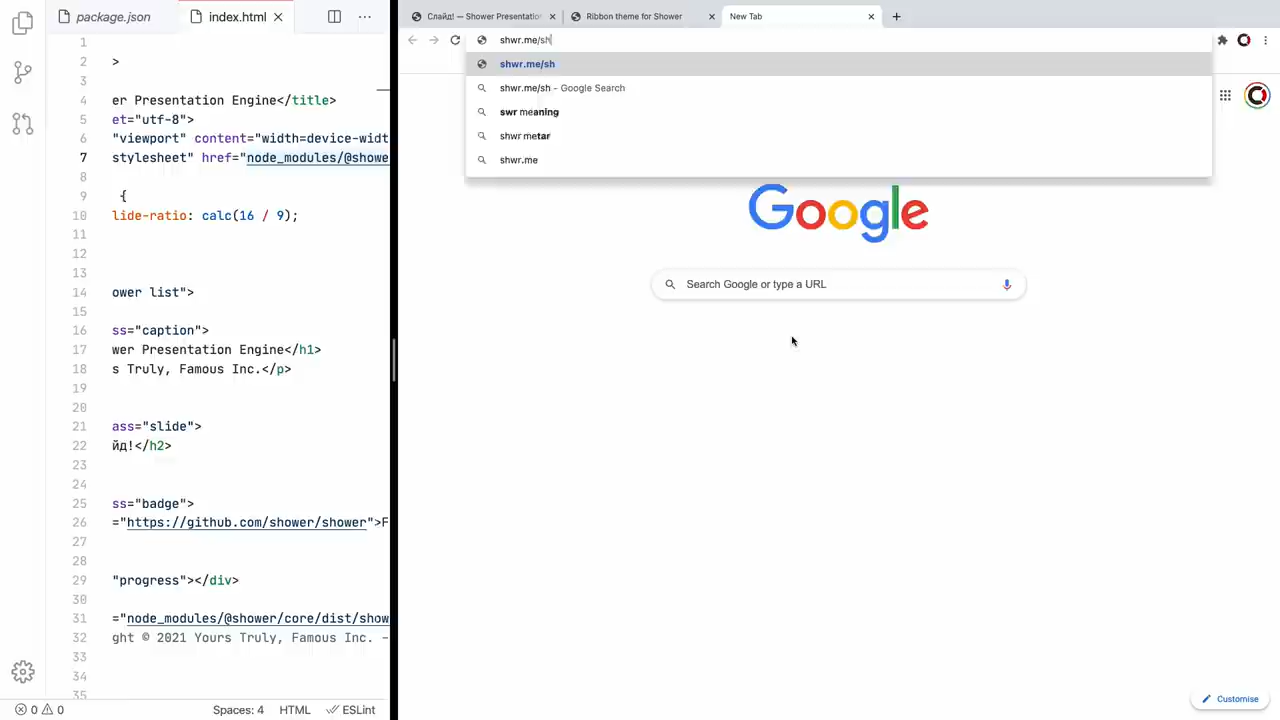 package.json
index.html
Слайд! — Shower Presentation
Ribbon theme for Shower
New Tab
shwr.me/sh
shwr.me/sh
shwr.me/sh - Google Search
swr meaning
shwr metar
shwr.me
Google
Search Google or type a URL
Customise
1
2 >
3
4 er Presentation Engine</title>
5 et="utf-8">
6 "viewport" content="width=device-widt
7 stylesheet" href="node_modules/@showe
8
9 {
10 lide-ratio: calc(16 / 9);
11
12
13
14 ower list">
15
16 ss="caption">
17 wer Presentation Engine</h1>
18 s Truly, Famous Inc.</p>
19
20
21 ass="slide">
22 йд!</h2>
23
24
25 ss="badge">
26 ="https://github.com/shower/shower">F
27
28
29 "progress"></div>
30
31 ="node_modules/@shower/core/dist/show
32 ght © 2021 Yours Truly, Famous Inc. -
33
34
35
0 0 Spaces: 4 HTML ESLint